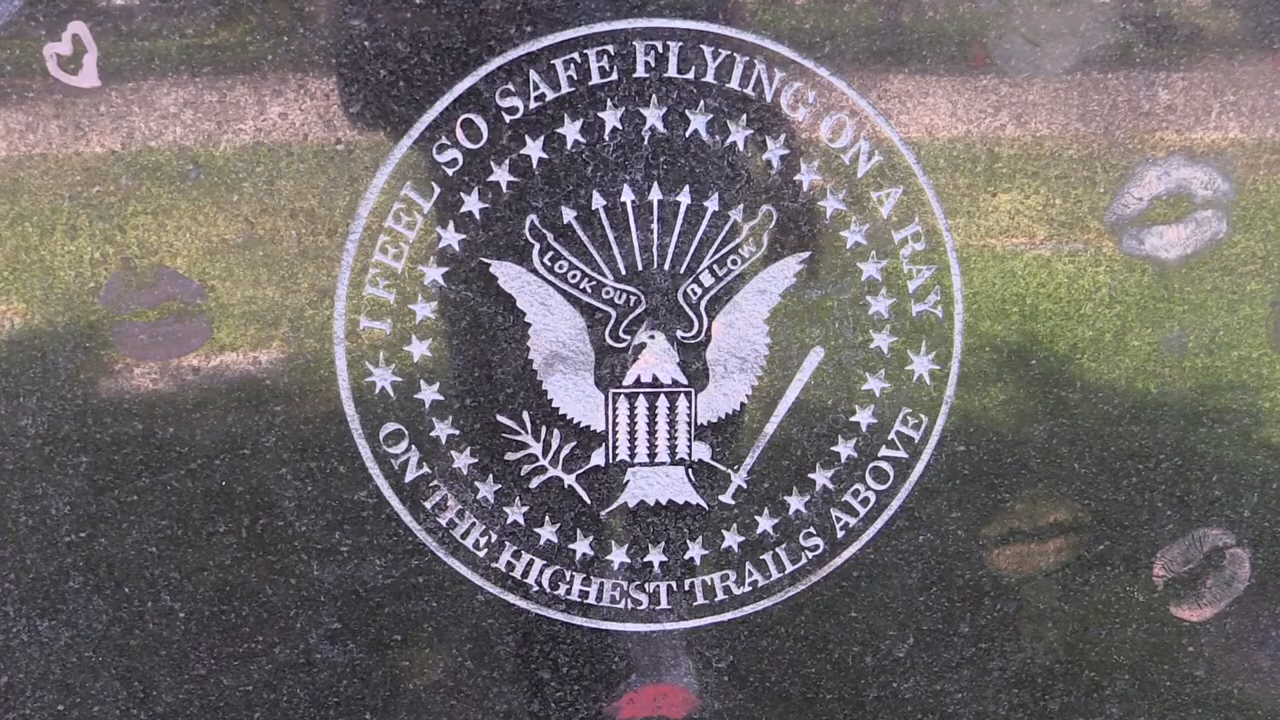 I FEEL SO SAFE FLYING ON A RAY
LOOK OUT BELOW
ON THE HIGHEST TRAILS ABOVE